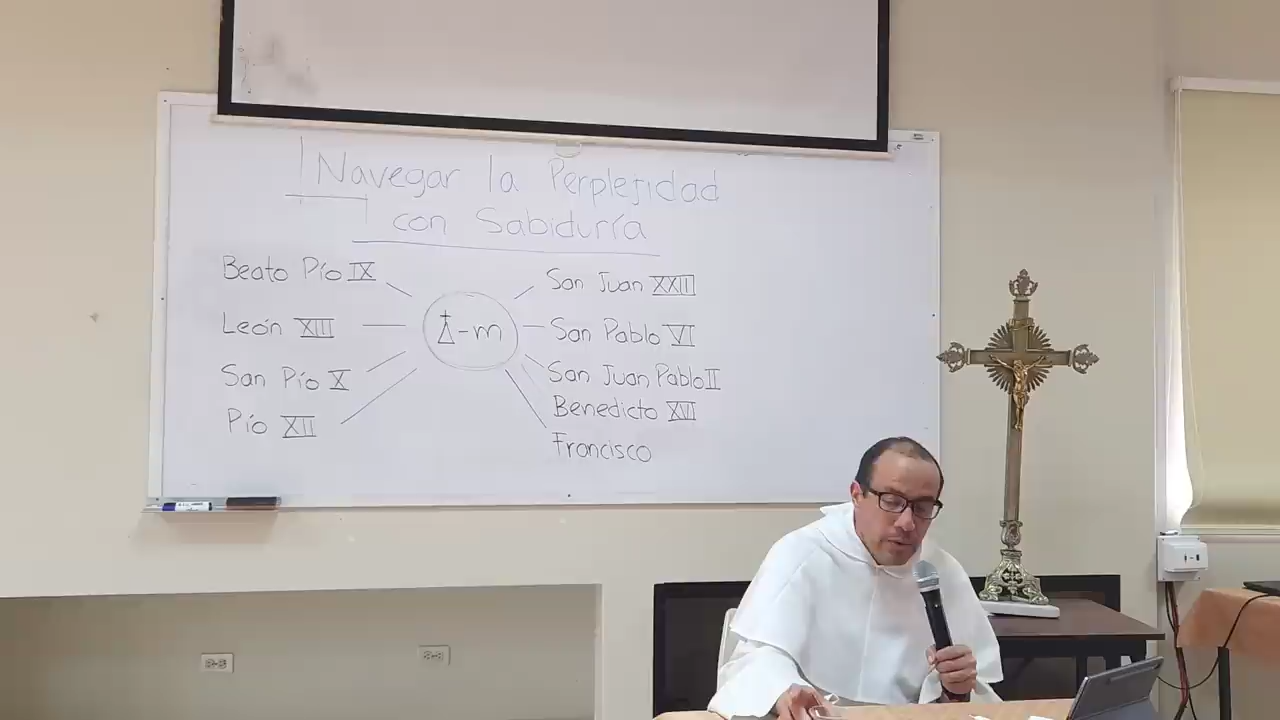 Navegar la Perplejidad
con Sabiduría
Beato Pío IX
León XIII
San Pío X
Pío XII
-m
San Juan XXIII
San Pablo VI
San Juan Pablo II
Benedicto XVI
Francisco